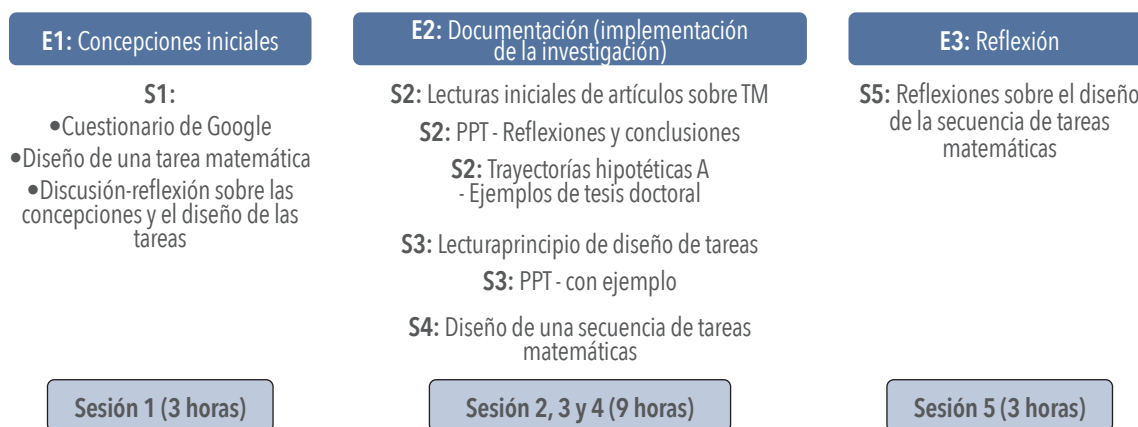 E1: Concepciones iniciales
S1:
•Cuestionario de Google
•Diseño de una tarea matemática
•Discusión-reflexión sobre las
concepciones y el diseño de las
tareas
Sesión 1 (3 horas)
E2: Documentación (implementación
de la investigación)
S2: Lecturas iniciales de artículos sobre TM
S2: PPT - Reflexiones y conclusiones
S2: Trayectorías hipotéticas A
- Ejemplos de tesis doctoral
S3: Lecturaprincipio de diseño de tareas
S3: PPT - con ejemplo
S4: Diseño de una secuencia de tareas
matemáticas
Sesión 2, 3 y 4 (9 horas)
E3: Reflexión
S5: Reflexiones sobre el diseño
de la secuencia de tareas
matemáticas
Sesión 5 (3 horas)